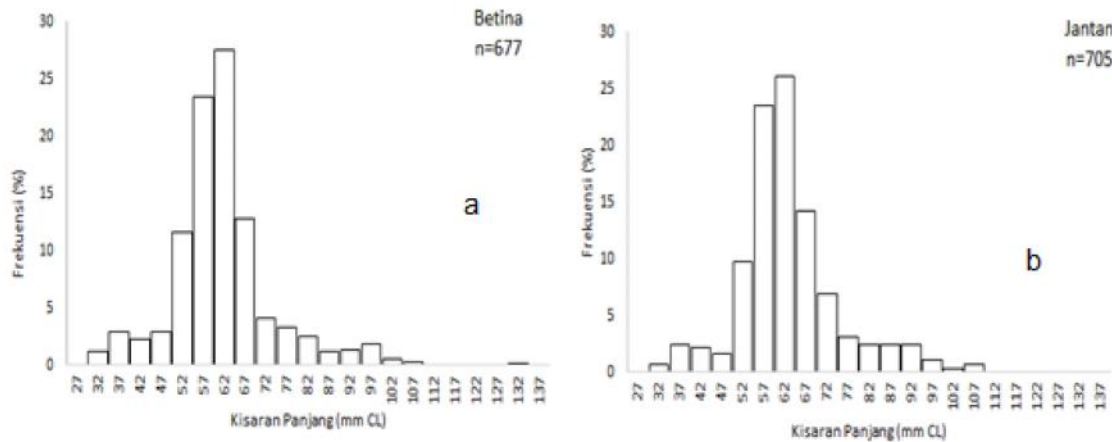 Betina
n=677
30
25
20
15
10
5
0
Frekuensi (%)
a
27 32 37 42 47 52 57 62 67 72 77 82 87 92 97 102 107 112 117 122 127 132 137
Kisaran Panjang (mm CL)
Jantan
n=705
30
25
20
15
10
5
0
Frekuensi (%)
b
27 32 37 42 47 52 57 62 67 72 77 82 87 92 97 102 107 112 117 122 127 132 137
Kisaran Panjang (mm CL)